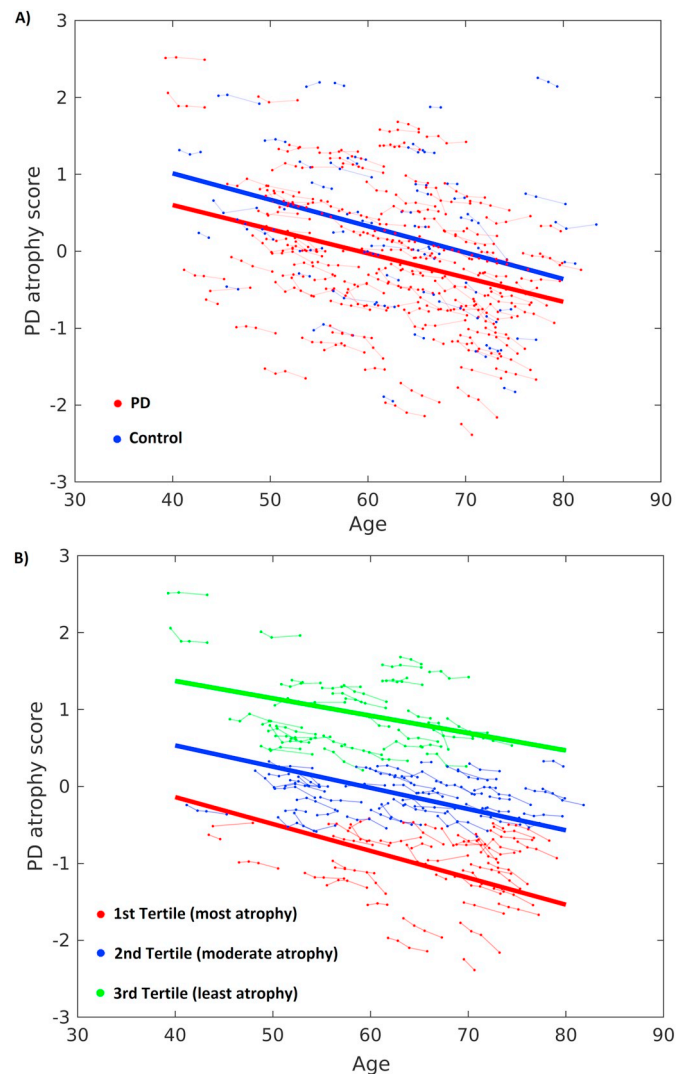 A)
3
2
1
0
-1
-2
-3
PD atrophy score
PD
Control
30 40 50 60 70 80 90
Age
B)
3
2
1
0
-1
-2
-3
PD atrophy score
1st Tertile (most atrophy)
2nd Tertile (moderate atrophy)
3rd Tertile (least atrophy)
30 40 50 60 70 80 90
Age